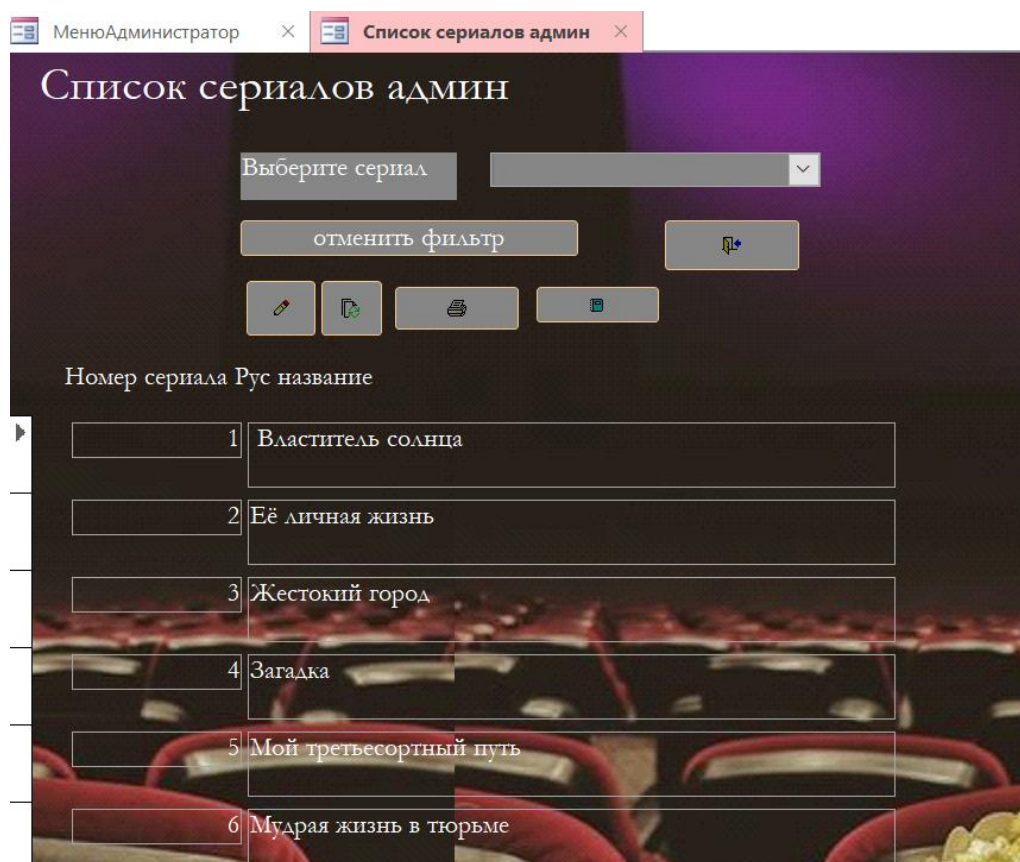 МенюАдминистратор
Список сериалов админ
Список сериалов админ
Выберите сериал
отменить фильтр
Номер сериала Рус название
1 Властитель солнца
2 Её личная жизнь
3 Жестокий город
4 Загадка
5 Мой третьесортный путь
6 Мудрая жизнь в тюрьме